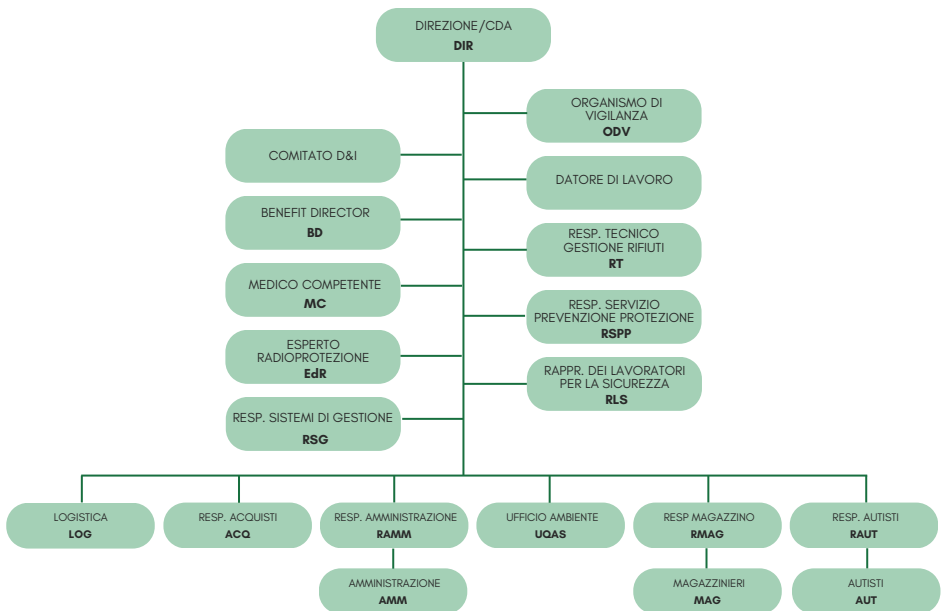 DIREZIONE/CDA
DIR
ORGANISMO DI
VIGILANZA
ODV
COMITATO D&I
DATORE DI LAVORO
BENEFIT DIRECTOR
BD
RESP. TECNICO
GESTIONE RIFIUTI
RT
MEDICO COMPETENTE
MC
RESP. SERVIZIO
PREVENZIONE PROTEZIONE
RSPP
ESPERTO
RADIOPROTEZIONE
EdR
RAPPR. DEI LAVORATORI
PER LA SICUREZZA
RLS
RESP. SISTEMI DI GESTIONE
RSG
LOGISTICA
LOG
RESP. ACQUISTI
ACQ
RESP. AMMINISTRAZIONE
RAMM
UFFICIO AMBIENTE
UQAS
RESP MAGAZZINO
RMAG
RESP. AUTISTI
RAUT
AMMINISTRAZIONE
AMM
MAGAZZINIERI
MAG
AUTISTI
AUT